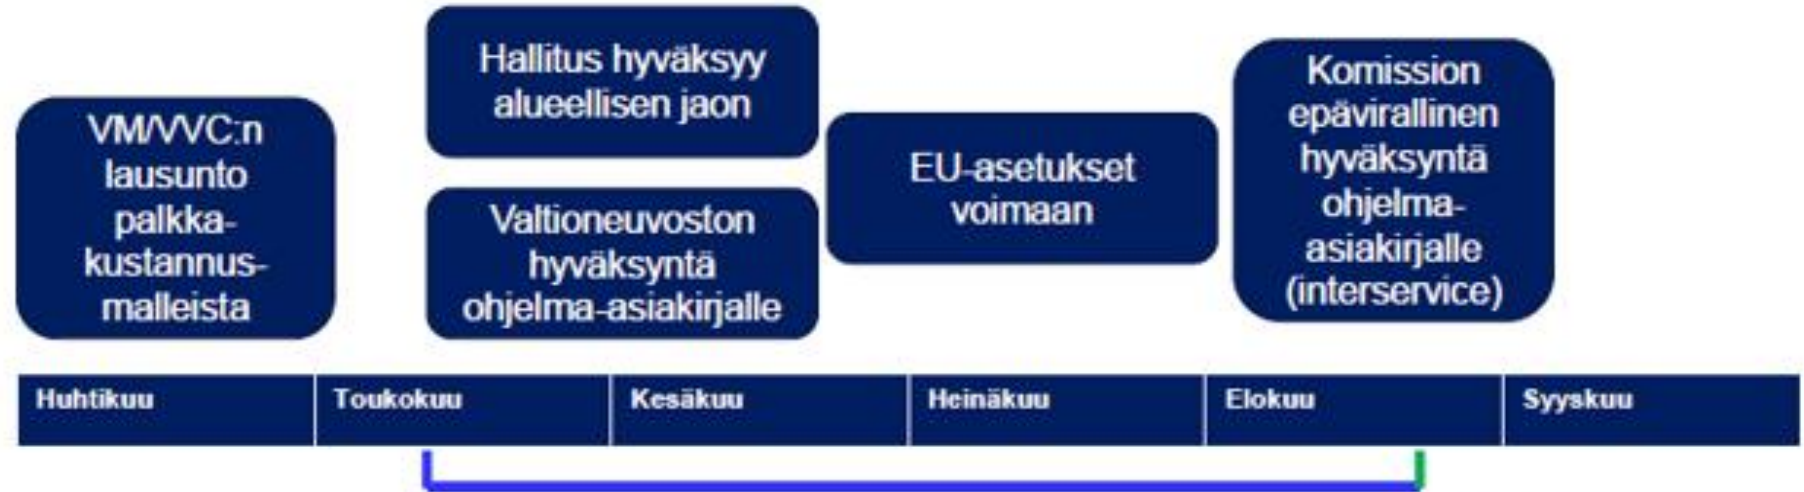 VM/VVC:n
lausunto
palkka-
kustannus-
malleista
Hallitus hyväksyy
alueellisen jaon
Valtioneuvoston
hyväksyntä
ohjelma-asiakirjalle
EU-asetukset
voimaan
Komission
epävirallinen
hyväksyntä
ohjelma-
asiakirjalle
(interservice)
Huhtikuu
Toukokuu
Kesäkuu
Heinäkuu
Elokuu
Syyskuu